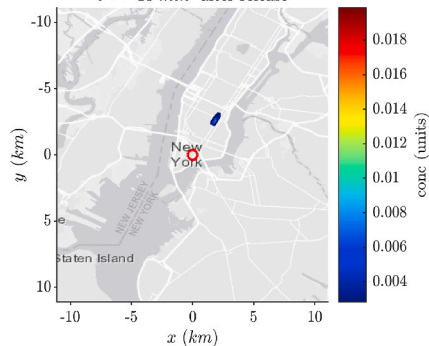 -10
-5
0
5
10
-10
-5
0
5
10
y (km)
x (km)
New
York
NEW JERSEY
NEW YORK
e
Staten Island
0.018
0.016
0.014
0.012
0.01
0.008
0.006
0.004
conc (units)